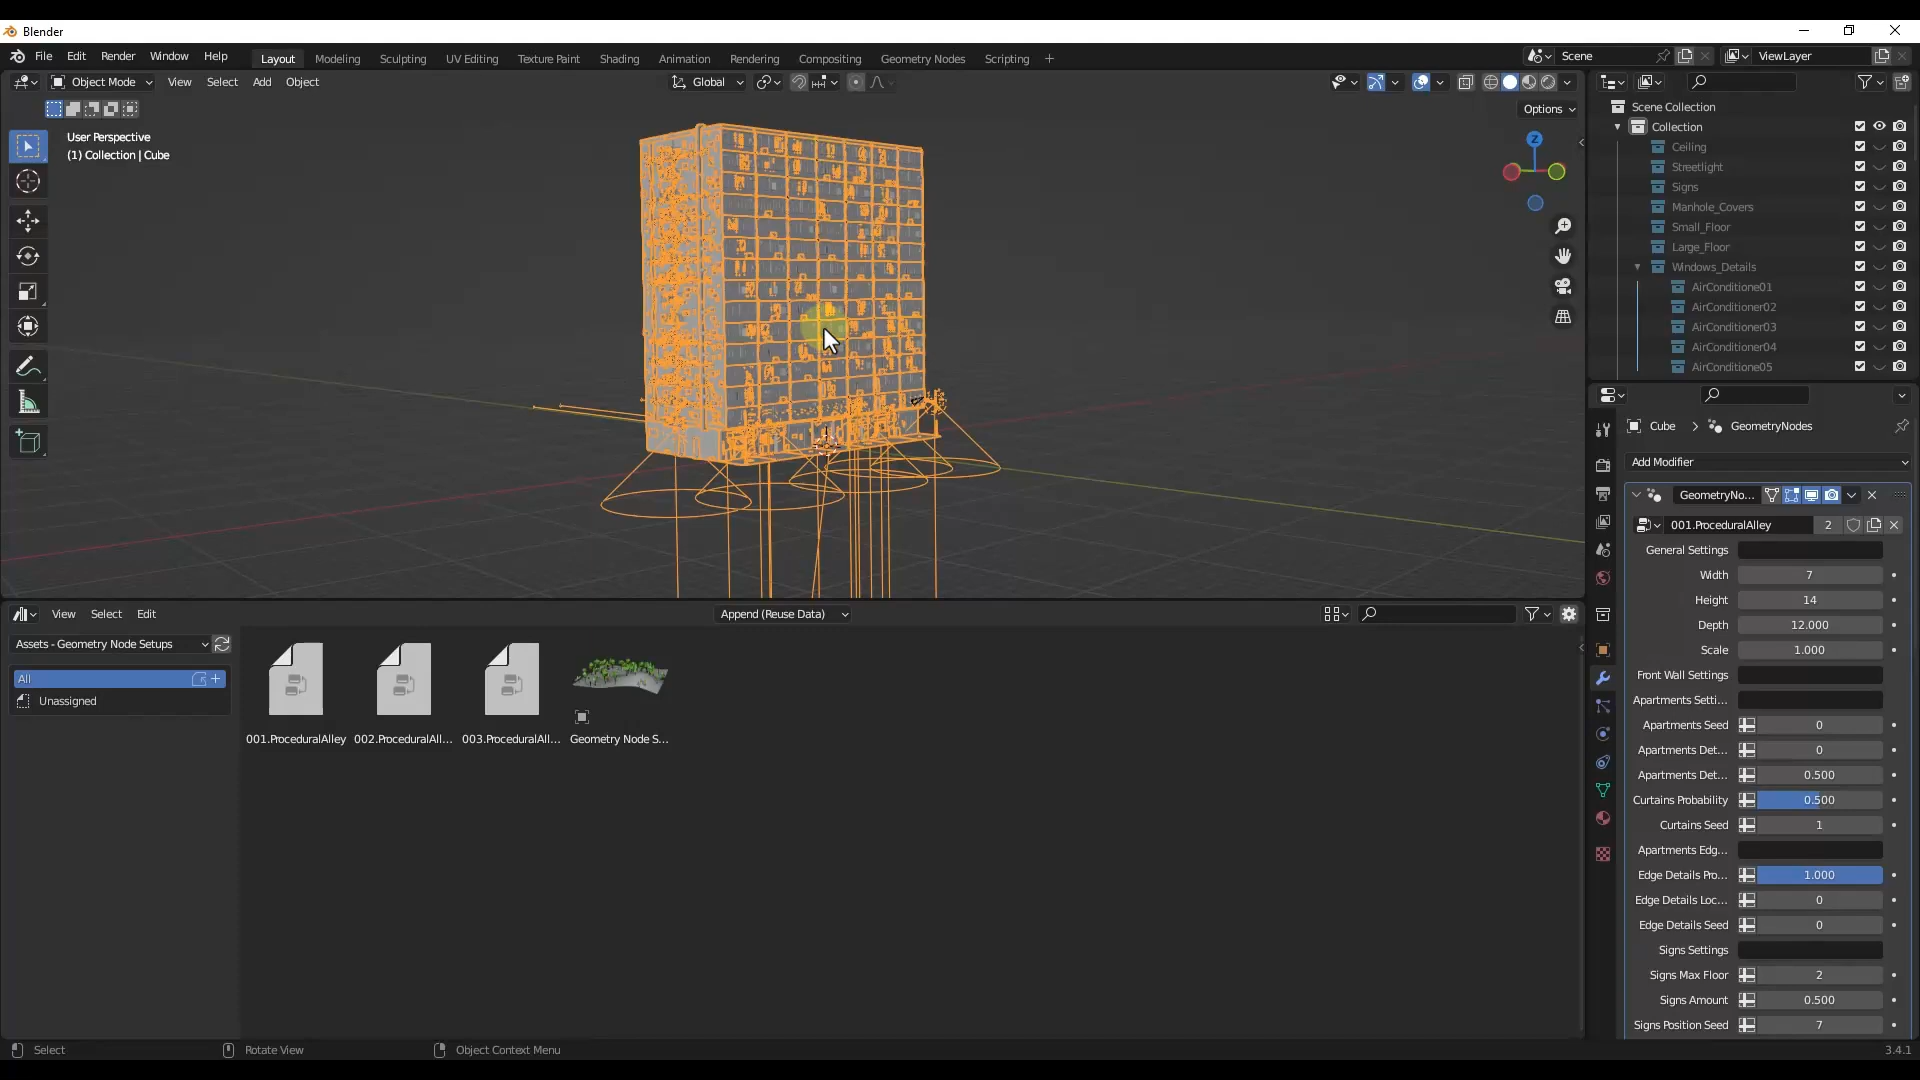 Blender
File Edit Render Window Help Layout Modeling Sculpting UV Editing Texture Paint Shading Animation Rendering Compositing Geometry Nodes Scripting + Scene ViewLayer
Object Mode View Select Add Object Global
Options
User Perspective
(1) Collection | Cube
Z
Scene Collection
Collection
Ceiling
Streetlight
Signs
Manhole_Covers
Small_Floor
Large_Floor
Windows_Details
AirConditione01
AirConditione02
AirConditione03
AirConditione04
AirConditione05
Cube > GeometryNodes
Add Modifier
GeometryNo...
001.ProceduralAlley 2
General Settings
Width 7
Height 14
Depth 12.000
Scale 1.000
Front Wall Settings
Apartments Setti...
Apartments Seed 0
Apartments Det... 0
Apartments Det... 0.500
Curtains Probability 0.500
Curtains Seed 1
Apartments Edg...
Edge Details Pro... 1.000
Edge Details Loc... 0
Edge Details Seed 0
Signs Settings
Signs Max Floor 2
Signs Amount 0.500
Signs Position Seed 7
View Select Edit Append (Reuse Data)
Assets - Geometry Node Setups
All
Unassigned
001.ProceduralAlley 002.ProceduralAll... 003.ProceduralAll... Geometry Node S...
Select Rotate View Object Context Menu 3.4.1